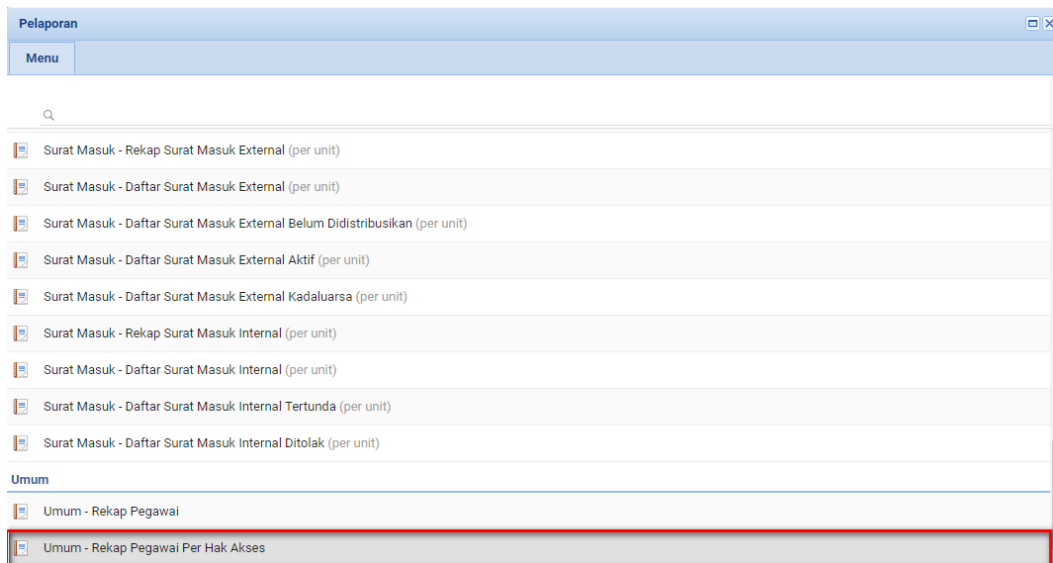 Pelaporan
Menu
Surat Masuk - Rekap Surat Masuk External (per unit)
Surat Masuk - Daftar Surat Masuk External (per unit)
Surat Masuk - Daftar Surat Masuk External Belum Didistribusikan (per unit)
Surat Masuk - Daftar Surat Masuk External Aktif (per unit)
Surat Masuk - Daftar Surat Masuk External Kadaluarsa (per unit)
Surat Masuk - Rekap Surat Masuk Internal (per unit)
Surat Masuk - Daftar Surat Masuk Internal (per unit)
Surat Masuk - Daftar Surat Masuk Internal Tertunda (per unit)
Surat Masuk - Daftar Surat Masuk Internal Ditolak (per unit)
Umum
Umum - Rekap Pegawai
Umum - Rekap Pegawai Per Hak Akses